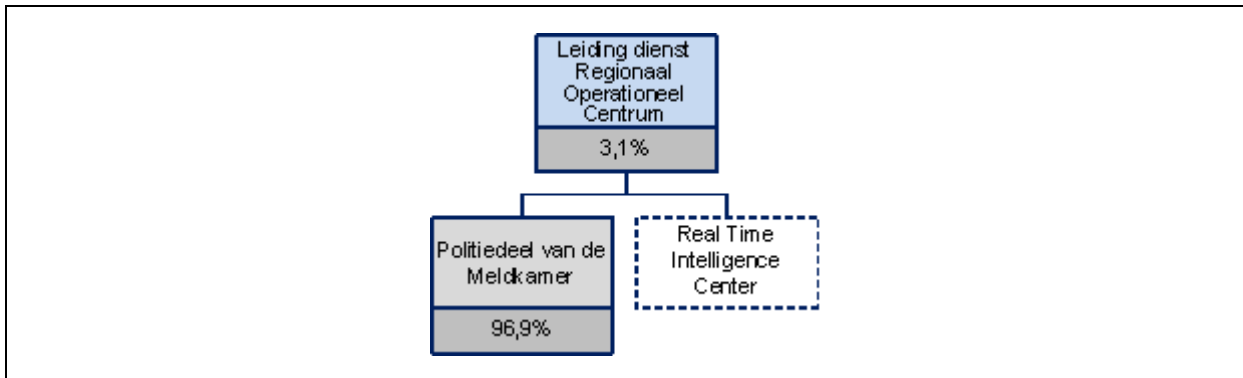 Leiding dienst
Regionaal
Operationeel
Centrum
3,1%
Politiedeel van de
Meldkamer
96,9%
Real Time
Intelligence
Center